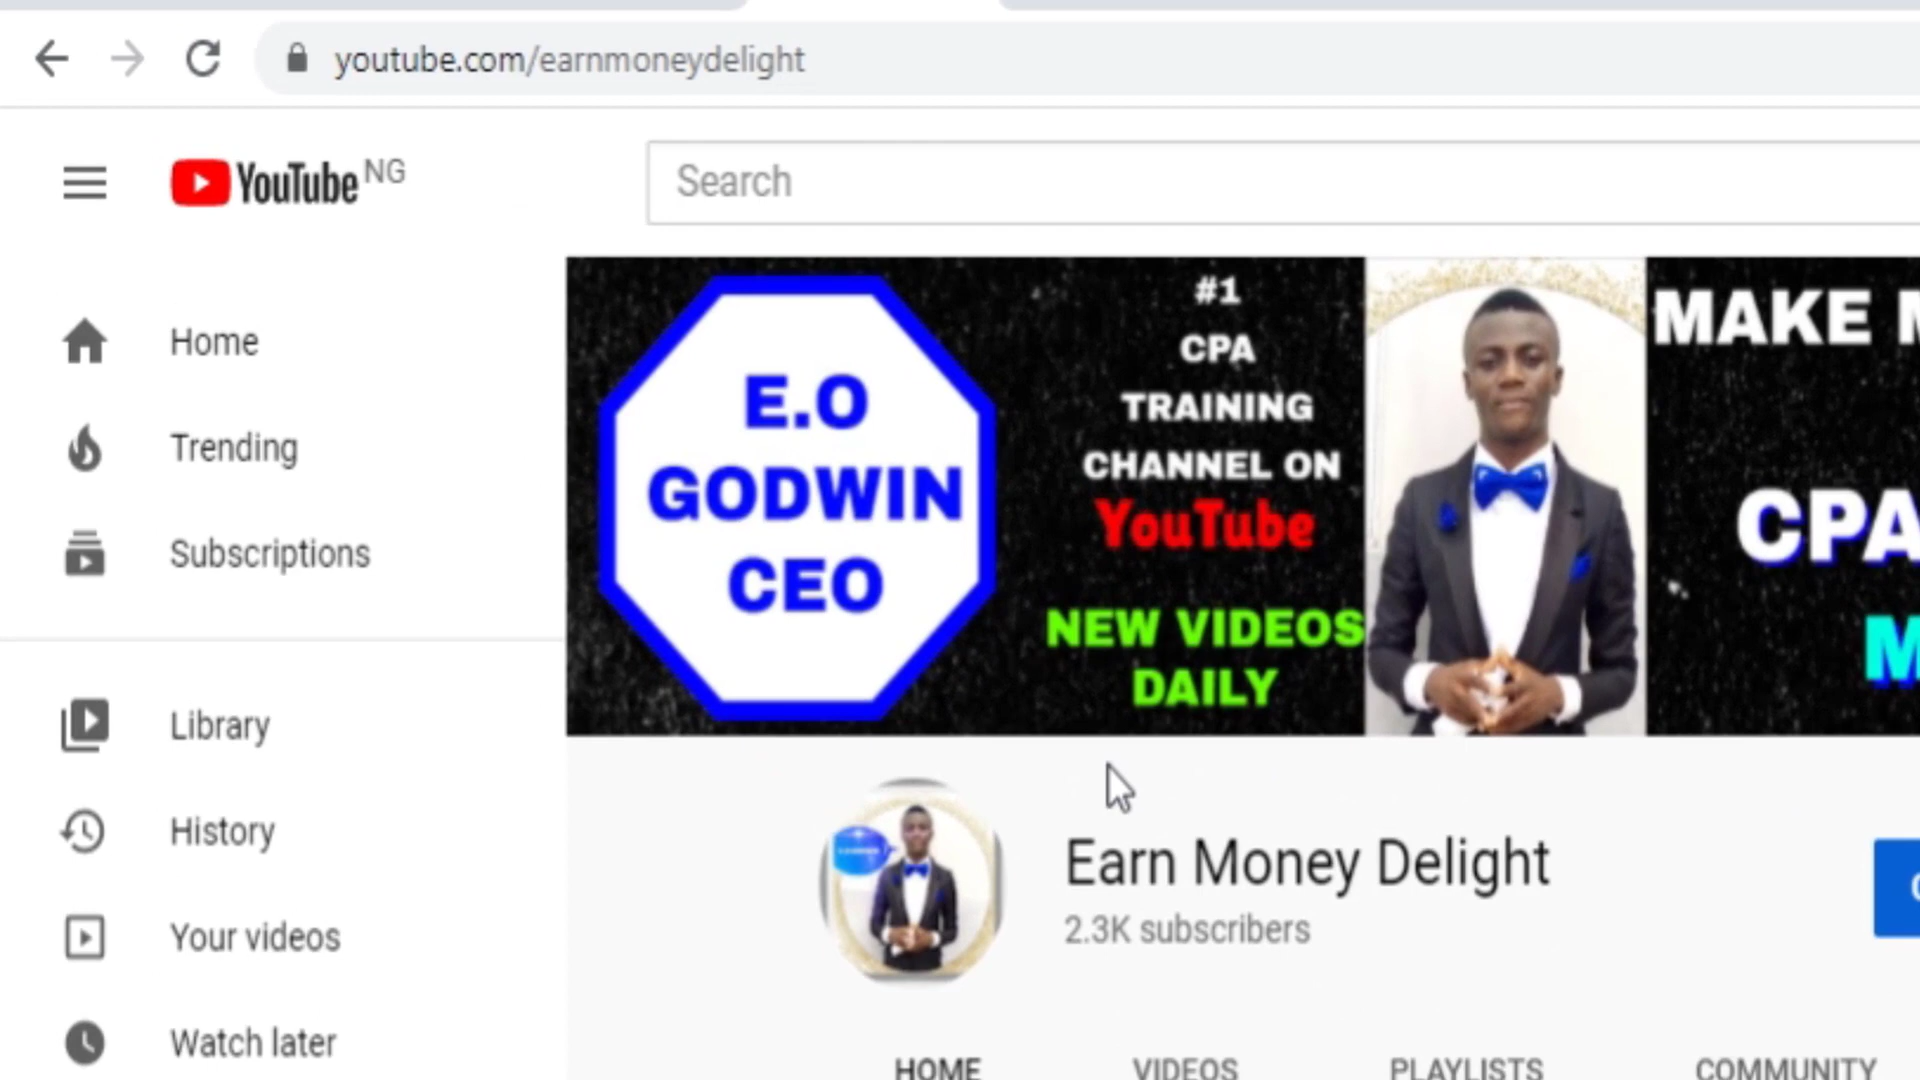 youtube.com/earnmoneydelight
YouTube NG
Search
Home
Trending
Subscriptions
Library
History
Your videos
Watch later
E.O
GODWIN
CEO
#1
CPA
TRAINING
CHANNEL ON
YouTube
NEW VIDEOS
DAILY
MAKE M
CPA
M
Earn Money Delight
2.3K subscribers
HOME VIDEOS PLAYLISTS COMMUNITY